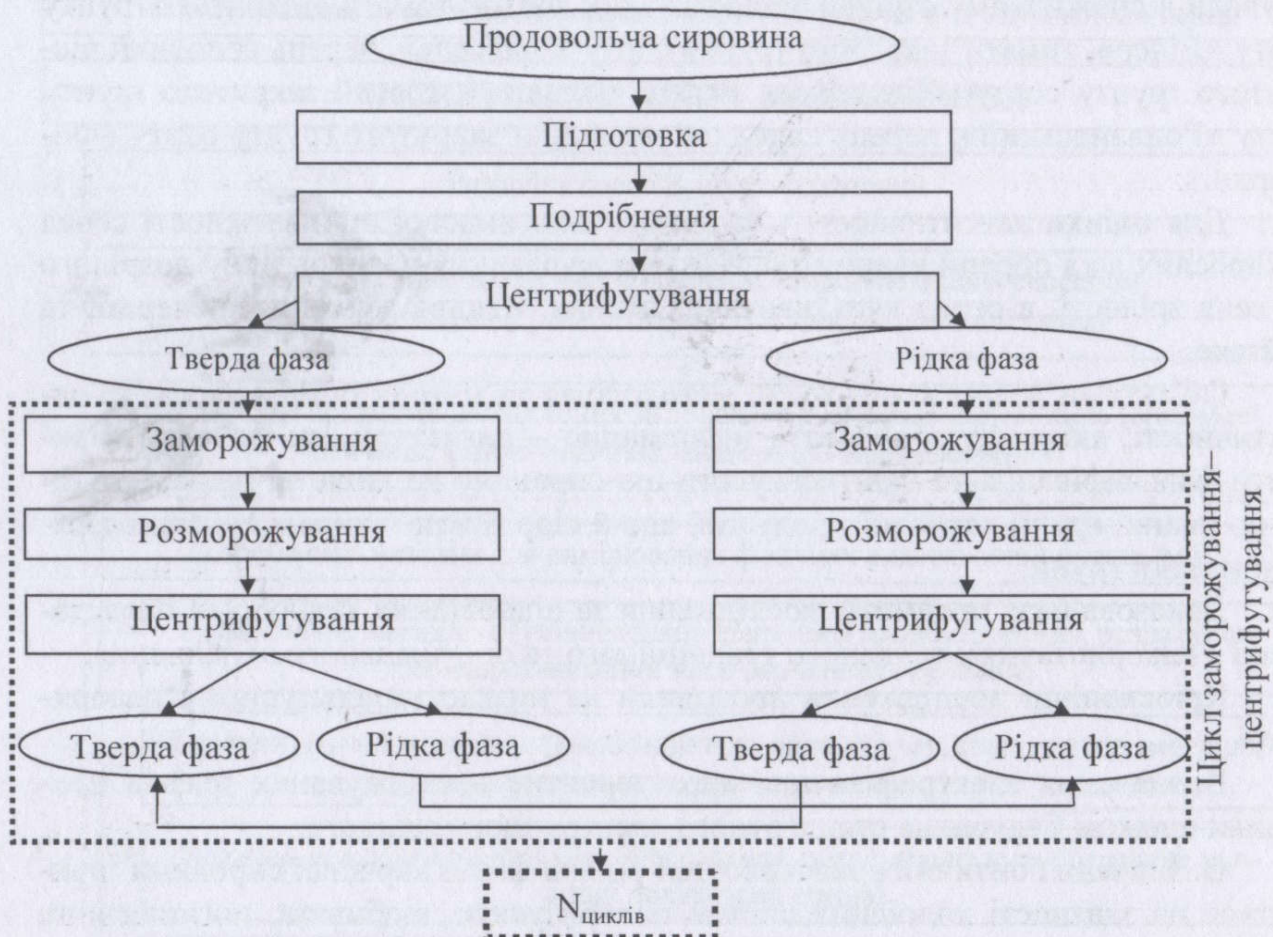 Продовольча сировина
Підготовка
Подрібнення
Центрифугування
Тверда фаза
Рідка фаза
Заморожування
Заморожування
Розморожування
Розморожування
Центрифугування
Центрифугування
Тверда фаза
Рідка фаза
Тверда фаза
Рідка фаза
Цикл заморожування–
центрифугування
Nциклів